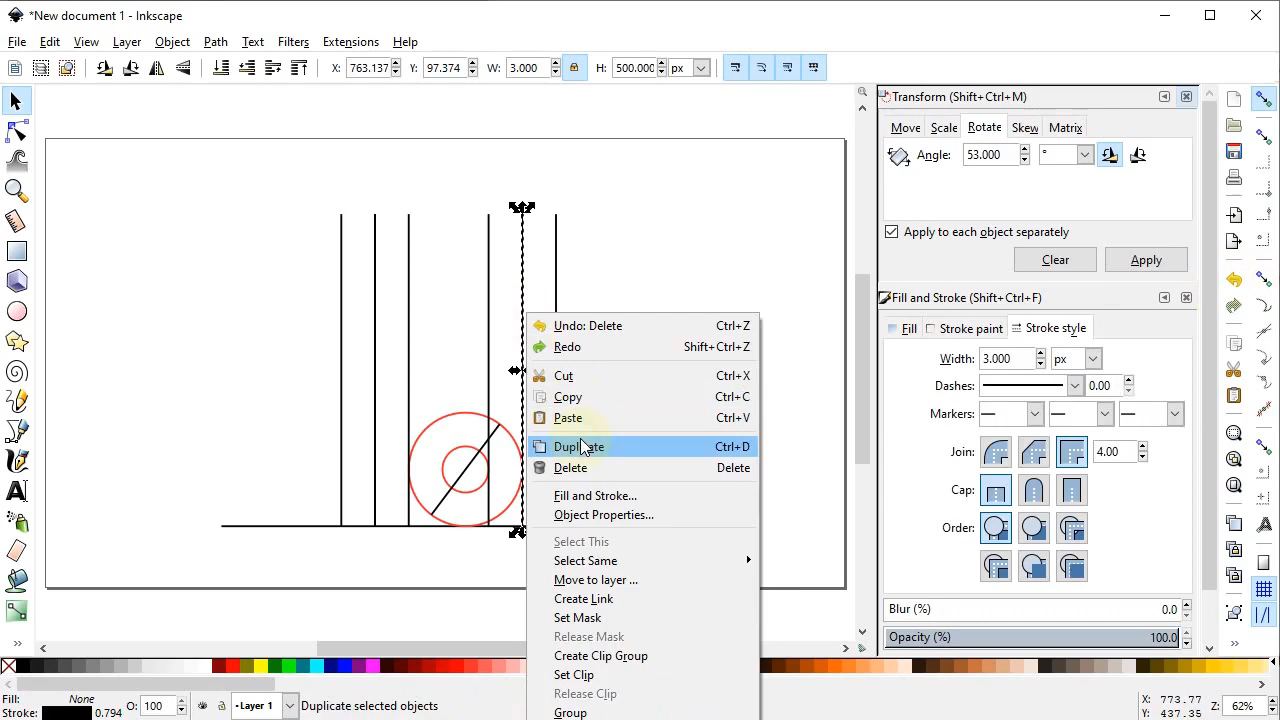 *New document 1 - Inkscape
File Edit View Layer Object Path Text Filters Extensions Help
X: 763.137 Y: 97.374 W: 3.000 H: 500.000 px
Transform (Shift+Ctrl+M)
Move Scale Rotate Skew Matrix
Angle: 53.000 °
Apply to each object separately
Clear Apply
Fill and Stroke (Shift+Ctrl+F)
Fill Stroke paint Stroke style
Width: 3.000 px
Dashes: 0.00
Markers:
Join: 4.00
Cap:
Order:
Blur (%) 0.0
Opacity (%) 100.0
Undo: Delete Ctrl+Z
Redo Shift+Ctrl+Z
Cut Ctrl+X
Copy Ctrl+C
Paste Ctrl+V
Duplicate Ctrl+D
Delete Delete
Fill and Stroke...
Object Properties...
Select This
Select Same
Move to layer ...
Create Link
Set Mask
Release Mask
Create Clip Group
Set Clip
Release Clip
Group
Fill: None
Stroke: 0.794
O: 100
Layer 1
Duplicate selected objects
X: 773.77
Y: 437.35
Z: 62%